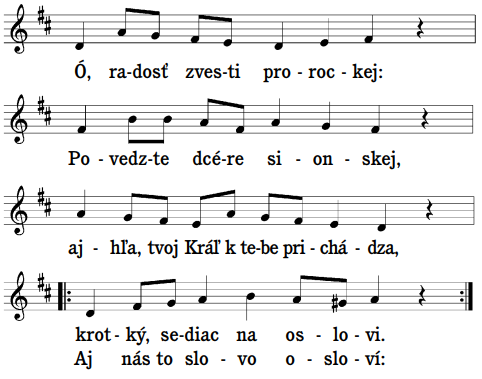 Ó, ra-dosť zves-ti pro-roc-kej:
Po-vedz-te dcé-re si-on-skej,
aj-hľa, tvoj Kráľ k te-be pri-chá-dza,
krot-ký, se-diac na os-lo-vi.
Aj nás to slo-vo o-slo-ví: